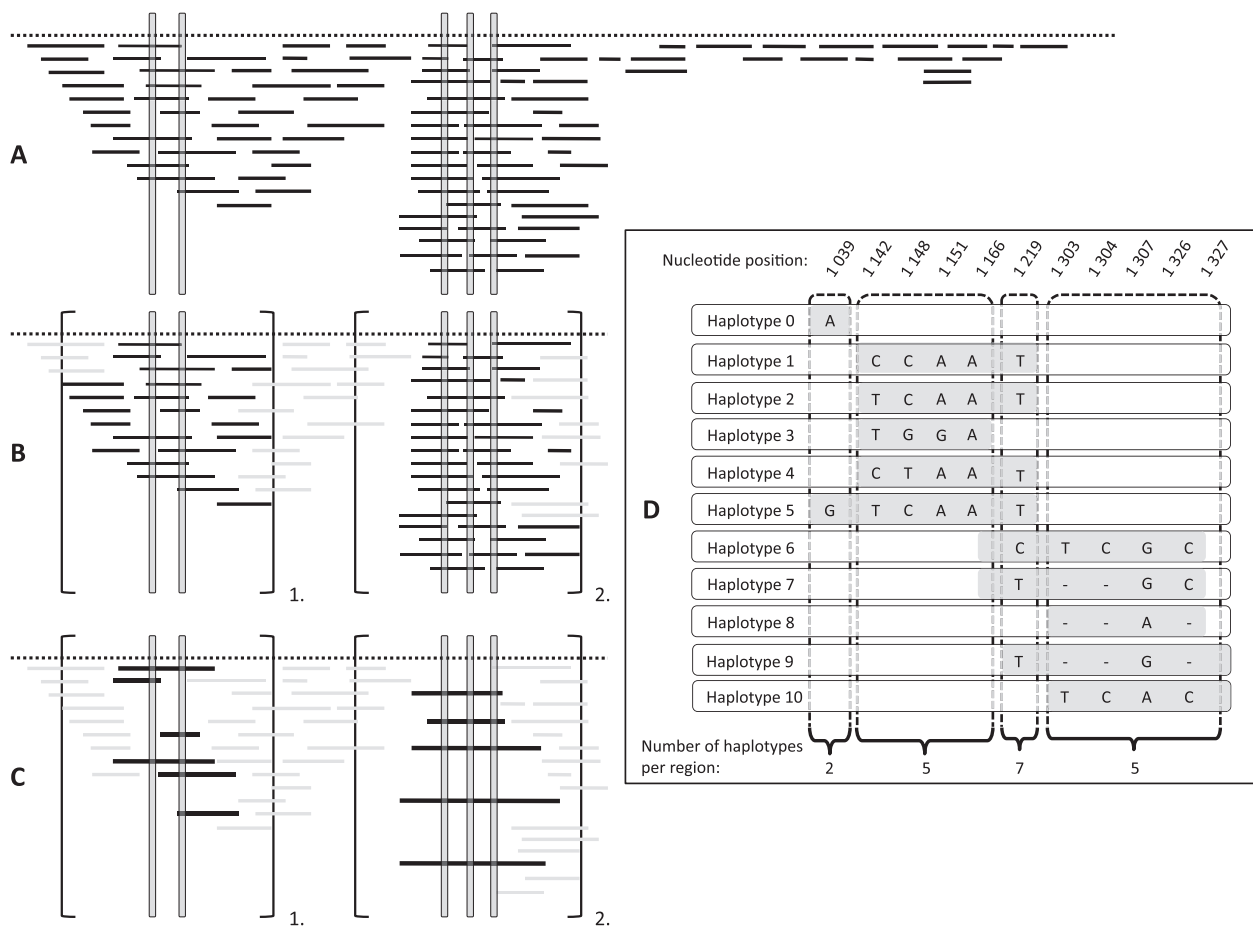 A
B
1.
2.
C
1.
2.
D
Nucleotide position: 1 039 1 142 1 148 1 151 1 166 1 219 1 303 1 304 1 307 1 326 1 327
Haplotype 0 A
Haplotype 1 C C A A T
Haplotype 2 T C A A T
Haplotype 3 T G G A
Haplotype 4 C T A A T
Haplotype 5 G T C A A T
Haplotype 6 C T C G C
Haplotype 7 T - - G C
Haplotype 8 - - A -
Haplotype 9 T - - G -
Haplotype 10 T C A C
Number of haplotypes
per region: 2 5 7 5